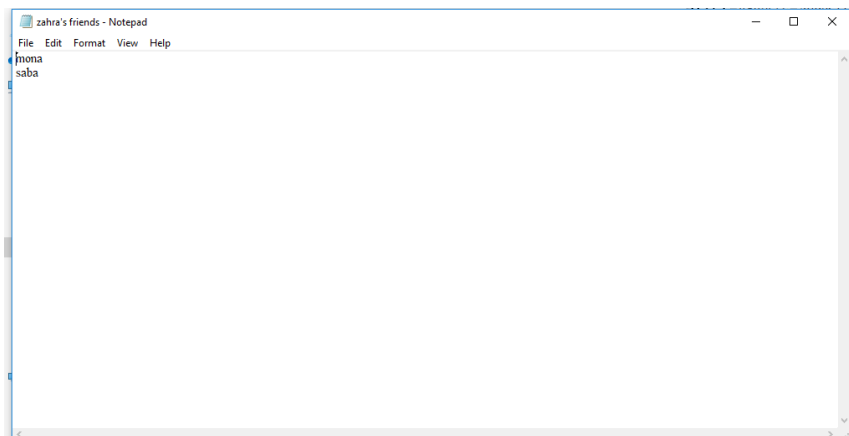 zahra's friends - Notepad
File Edit Format View Help
mona
saba